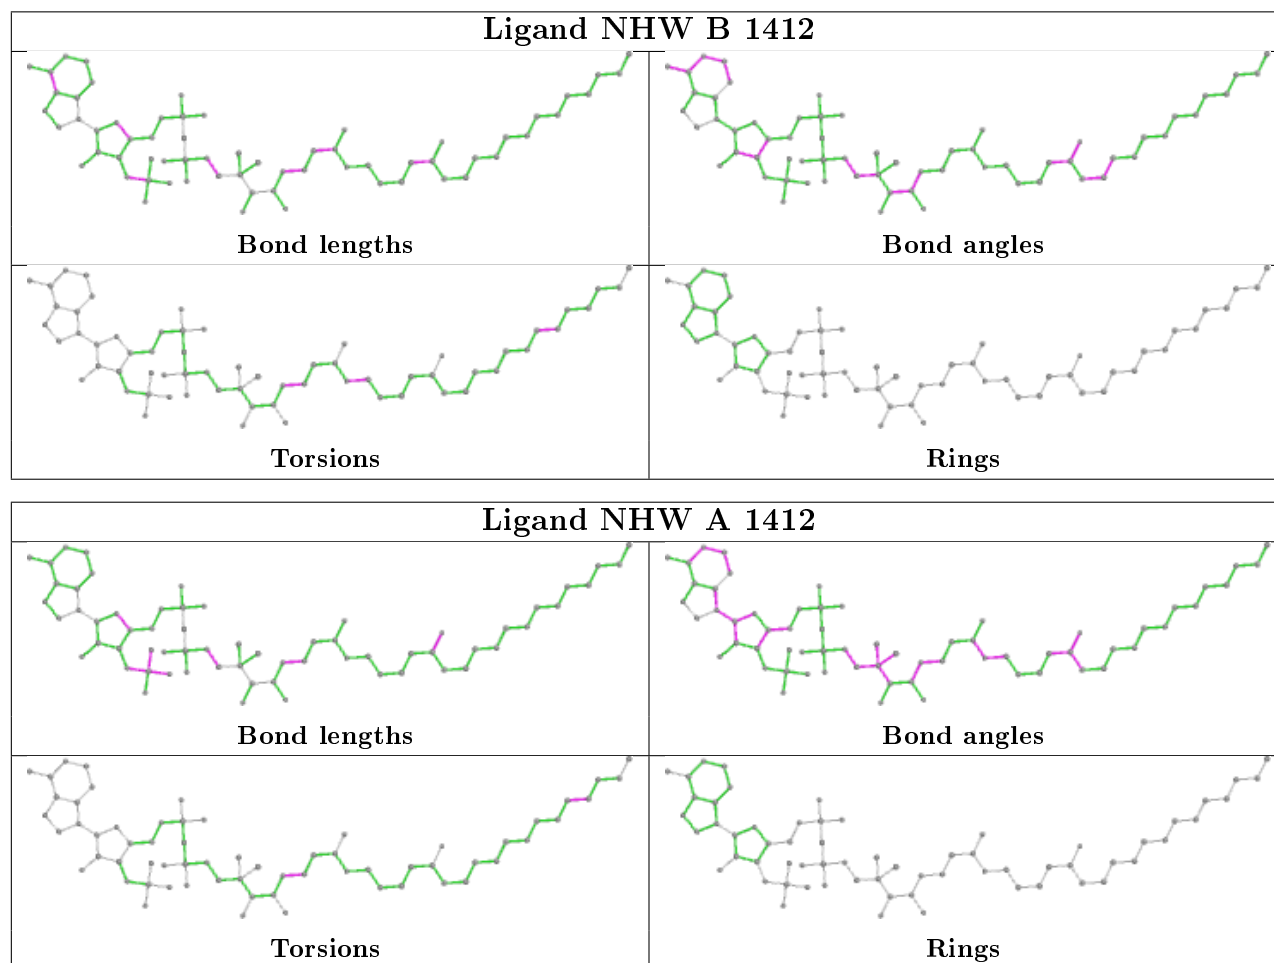 Ligand NHW B 1412
Bond lengths
Bond angles
Torsions
Rings
Ligand NHW A 1412
Bond lengths
Bond angles
Torsions
Rings